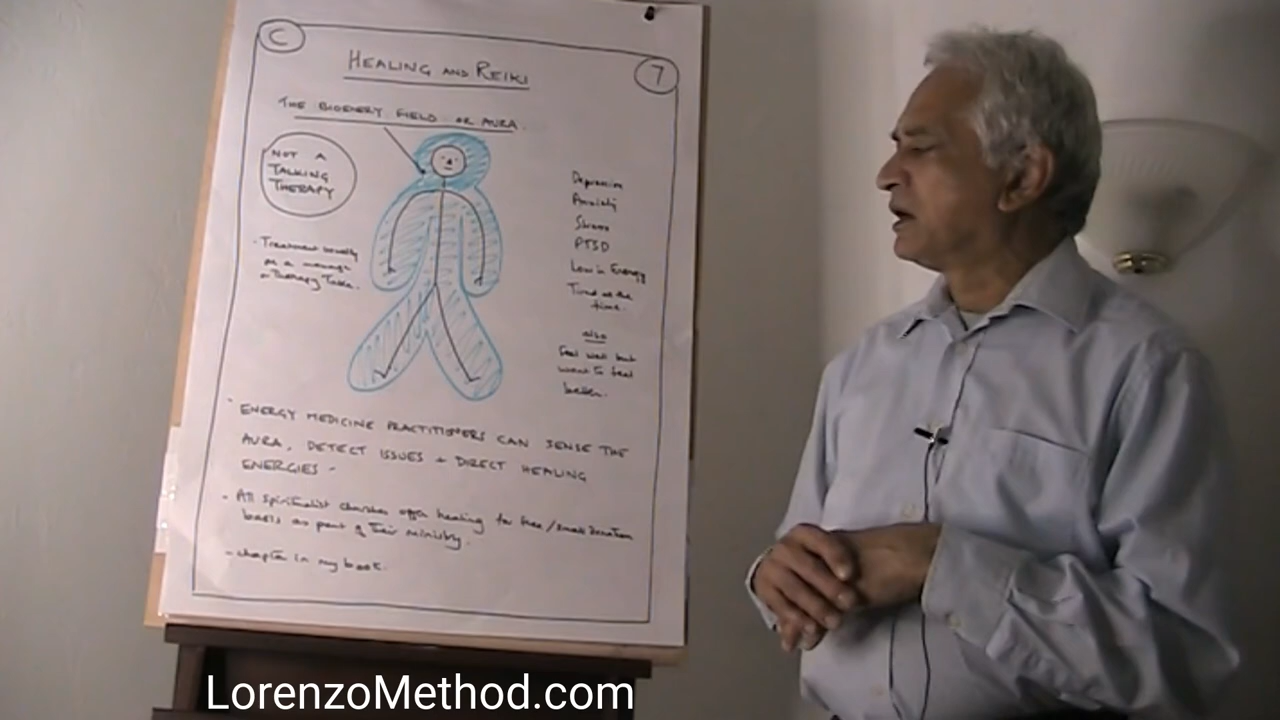 C
HEALING AND REIKI
7
THE BIOENERY FIELD OR AURA.
NOT A
TALKING
THERAPY
- Treatment usually
on a massage
or Therapy Table.
Depression
Anxiety
Stress
PTSD
Low in Energy
Tired all the
time.
also
Feel well but
want to feel
better.
- ENERGY MEDICINE PRACTITIONERS CAN SENSE THE
AURA, DETECT ISSUES + DIRECT HEALING
ENERGIES -
- All spiritualist churches offer healing for free/small donation
basis as part of their ministry.
- chapter in my book.
LorenzoMethod.com